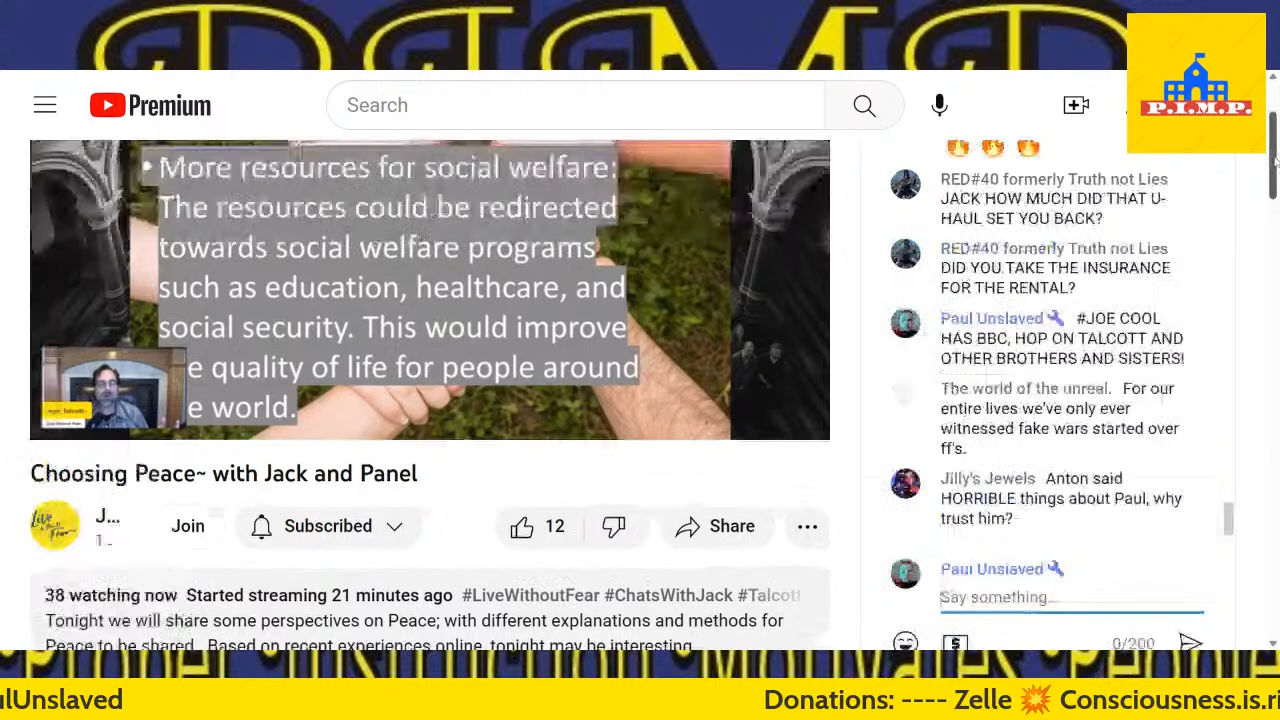 P.I.M.P.
Premium
Search
P.I.M.P.
• More resources for social welfare:
The resources could be redirected
towards social welfare programs
such as education, healthcare, and
social security. This would improve
e quality of life for people around
e world.
Talcott
Choosing Peace~ with Jack and Panel
J...
1 ..
Join
Subscribed
12
Share
38 watching now Started streaming 21 minutes ago #LiveWithoutFear #ChatsWithJack #Talcott
Tonight we will share some perspectives on Peace; with different explanations and methods for
Peace to be shared. Based on recent experiences online, tonight may be interesting
RED#40 formerly Truth not Lies
JACK HOW MUCH DID THAT U-
HAUL SET YOU BACK?
RED#40 formerly Truth not Lies
DID YOU TAKE THE INSURANCE
FOR THE RENTAL?
Paul Unslaved #JOE COOL
HAS BBC, HOP ON TALCOTT AND
OTHER BROTHERS AND SISTERS!
The world of the unreal. For our
entire lives we've only ever
witnessed fake wars started over
ff's.
Jilly's Jewels Anton said
HORRIBLE things about Paul, why
trust him?
Paul Unslaved
Say something...
0/200
Proper Instruction Motivates People
ulUnslaved
Donations: ---- Zelle 💥 Consciousness.is.ri